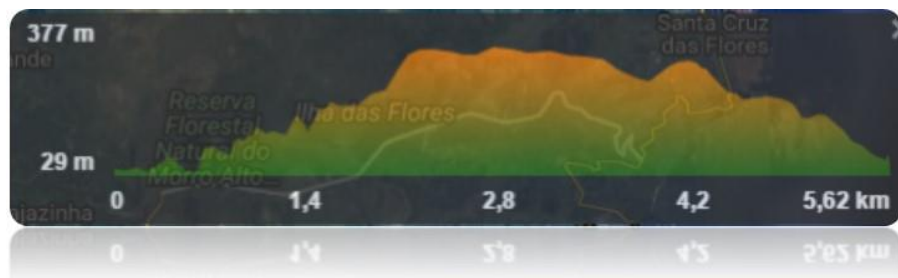 377 m
Santa Cruz
das Flores
Reserva
Florestal
Natural do
Morro Alto
Ilha das Flores
29 m
0 1,4 2,8 4,2 5,62 km